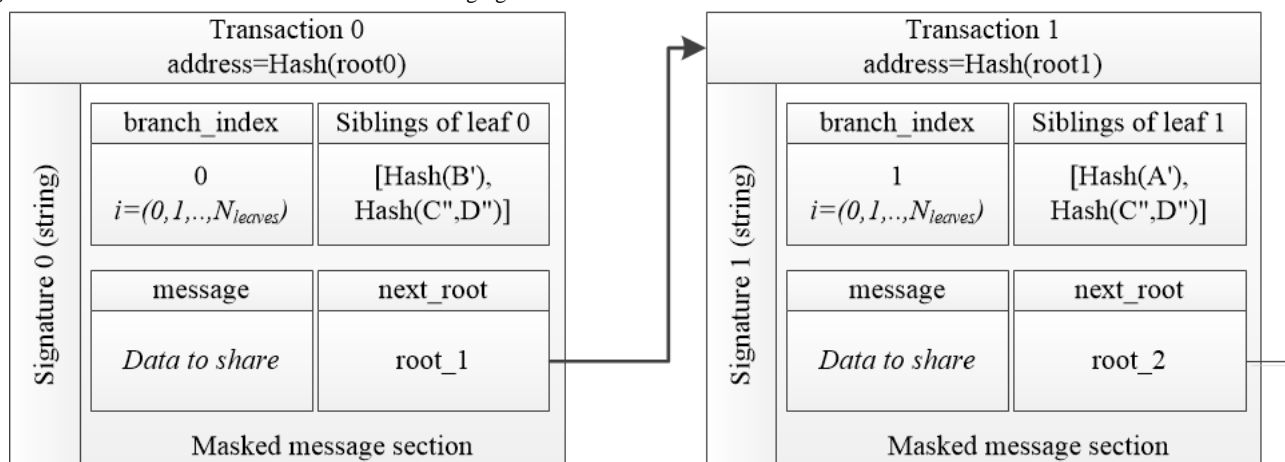 Transaction 0
address=Hash(root0)
Signature 0 (string)
branch_index
Siblings of leaf 0
0
i=(0,1,..,Nleaves)
[Hash(B'),
Hash(C",D")]
message
next_root
Data to share
root_1
Masked message section
Transaction 1
address=Hash(root1)
Signature 1 (string)
branch_index
Siblings of leaf 1
1
i=(0,1,..,Nleaves)
[Hash(A'),
Hash(C",D")]
message
next_root
Data to share
root_2
Masked message section